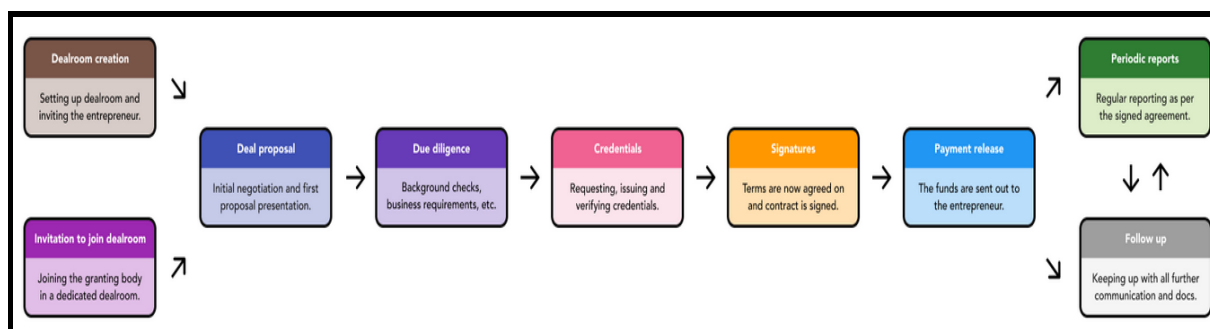 Dealroom creation
Setting up dealroom and
inviting the entrepreneur.
Invitation to join dealroom
Joining the granting body
in a dedicated dealroom.
Deal proposal
Initial negotiation and first
proposal presentation.
Due diligence
Background checks,
business requirements, etc.
Credentials
Requesting, issuing and
verifying credentials.
Signatures
Terms are now agreed on
and contract is signed.
Payment release
The funds are sent out to
the entrepreneur.
Periodic reports
Regular reporting as per
the signed agreement.
Follow up
Keeping up with all further
communication and docs.